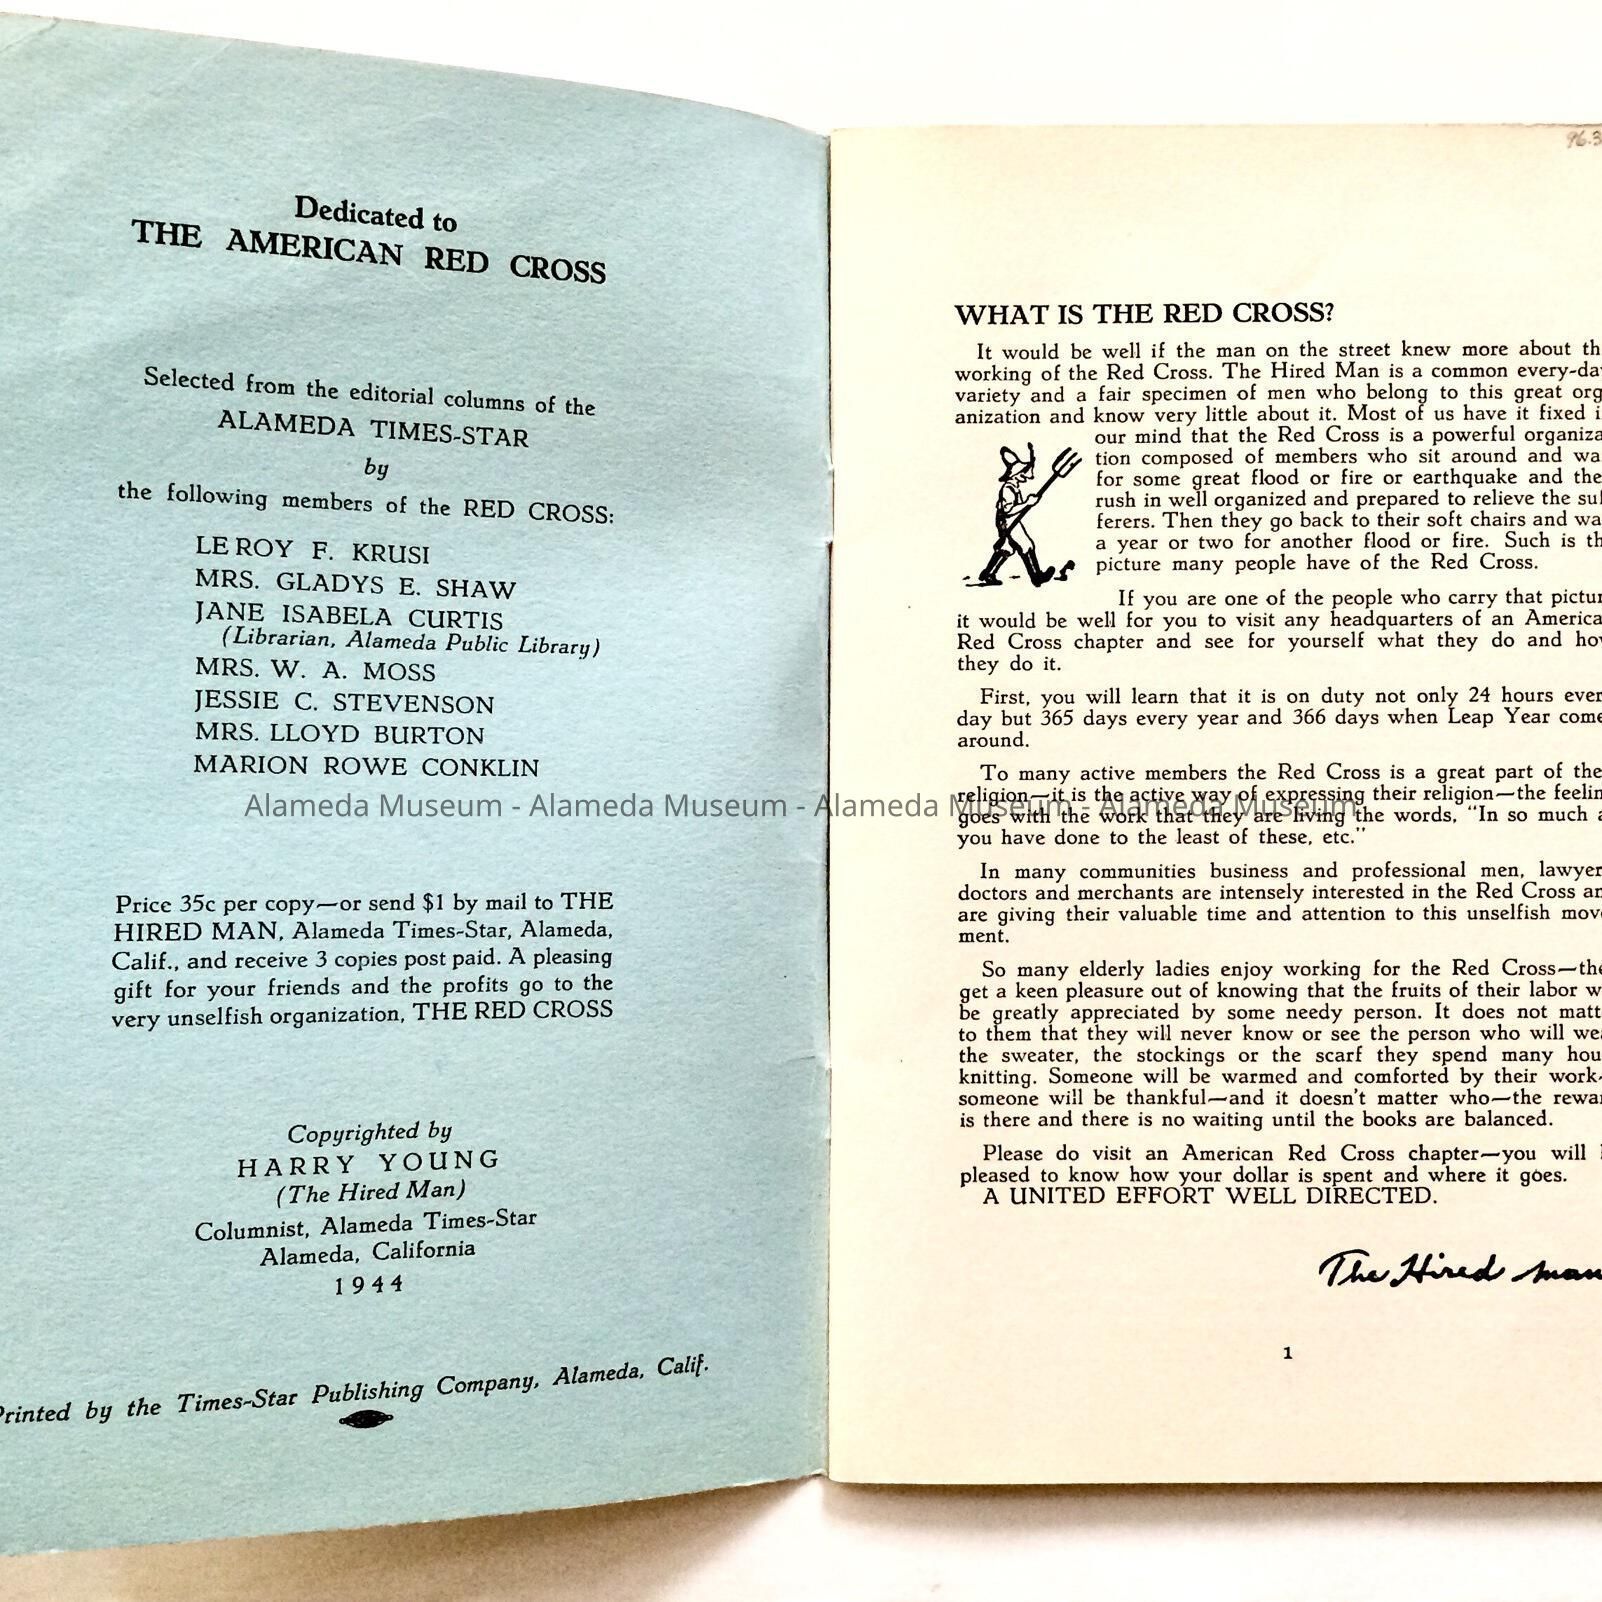 Dedicated to
THE AMERICAN RED CROSS
Selected from the editorial columns of the
ALAMEDA TIMES-STAR
by
the following members of the RED CROSS:
LE ROY F. KRUSI
MRS. GLADYS E. SHAW
JANE ISABELA CURTIS
(Librarian, Alameda Public Library)
MRS. W. A. MOSS
JESSIE C. STEVENSON
MRS. LLOYD BURTON
MARION ROWE CONKLIN
Price 35c per copy—or send $1 by mail to THE
HIRED MAN, Alameda Times-Star, Alameda,
Calif., and receive 3 copies post paid. A pleasing
gift for your friends and the profits go to the
very unselfish organization, THE RED CROSS
Copyrighted by
HARRY YOUNG
(The Hired Man)
Columnist, Alameda Times-Star
Alameda, California
1944
Printed by the Times-Star Publishing Company, Alameda, Calif.
Alameda Museum - Alameda Museum - Alameda Museum - Alameda Museum
96.3
WHAT IS THE RED CROSS?
It would be well if the man on the street knew more about th
working of the Red Cross. The Hired Man is a common every-day
variety and a fair specimen of men who belong to this great org
anization and know very little about it. Most of us have it fixed i
our mind that the Red Cross is a powerful organiza
tion composed of members who sit around and wa
for some great flood or fire or earthquake and the
rush in well organized and prepared to relieve the suf
ferers. Then they go back to their soft chairs and wa
a year or two for another flood or fire. Such is th
picture many people have of the Red Cross.
If you are one of the people who carry that pictur
it would be well for you to visit any headquarters of an America
Red Cross chapter and see for yourself what they do and how
they do it.
First, you will learn that it is on duty not only 24 hours ever
day but 365 days every year and 366 days when Leap Year come
around.
To many active members the Red Cross is a great part of the
religion—it is the active way of expressing their religion—the feelin
goes with the work that they are living the words, "In so much a
you have done to the least of these, etc."
In many communities business and professional men, lawyer
doctors and merchants are intensely interested in the Red Cross an
are giving their valuable time and attention to this unselfish move
ment.
So many elderly ladies enjoy working for the Red Cross—the
get a keen pleasure out of knowing that the fruits of their labor w
be greatly appreciated by some needy person. It does not matt
to them that they will never know or see the person who will wea
the sweater, the stockings or the scarf they spend many hou
knitting. Someone will be warmed and comforted by their work-
someone will be thankful—and it doesn't matter who—the rewar
is there and there is no waiting until the books are balanced.
Please do visit an American Red Cross chapter—you will
pleased to know how your dollar is spent and where it goes.
A UNITED EFFORT WELL DIRECTED.
The Hired Man
1